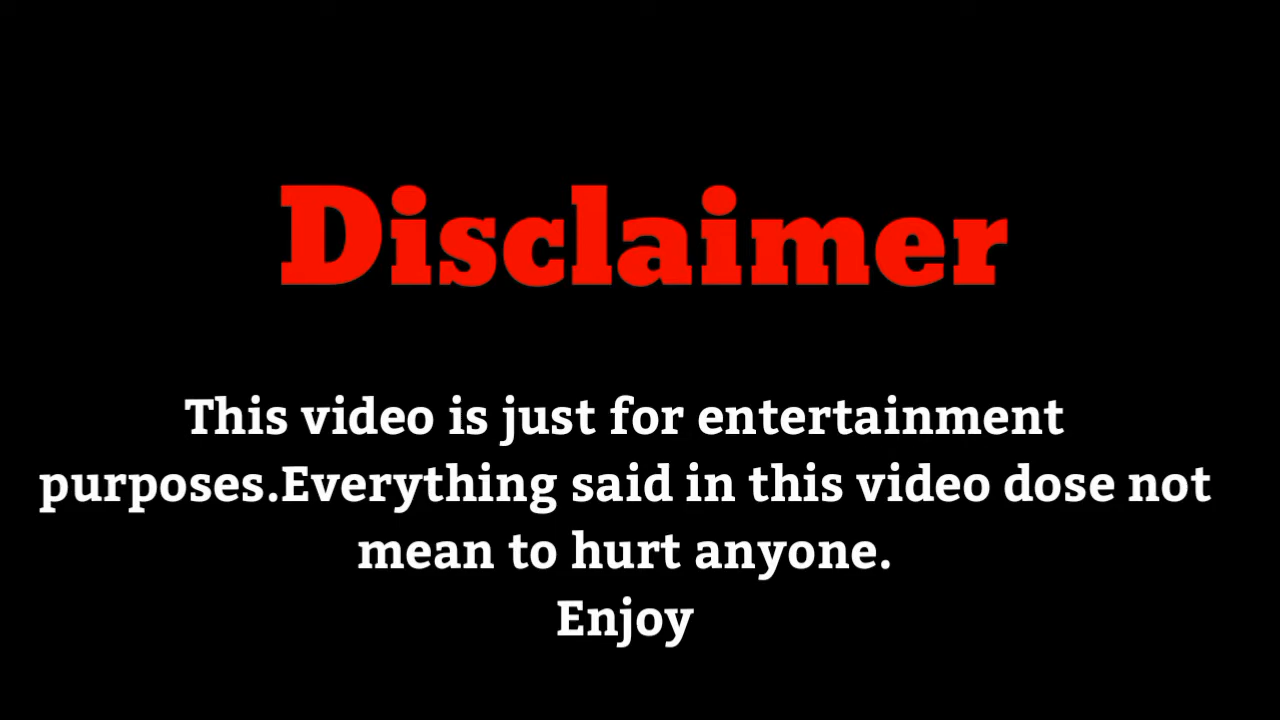 Disclaimer
This video is just for entertainment
purposes.Everything said in this video dose not
mean to hurt anyone.
Enjoy